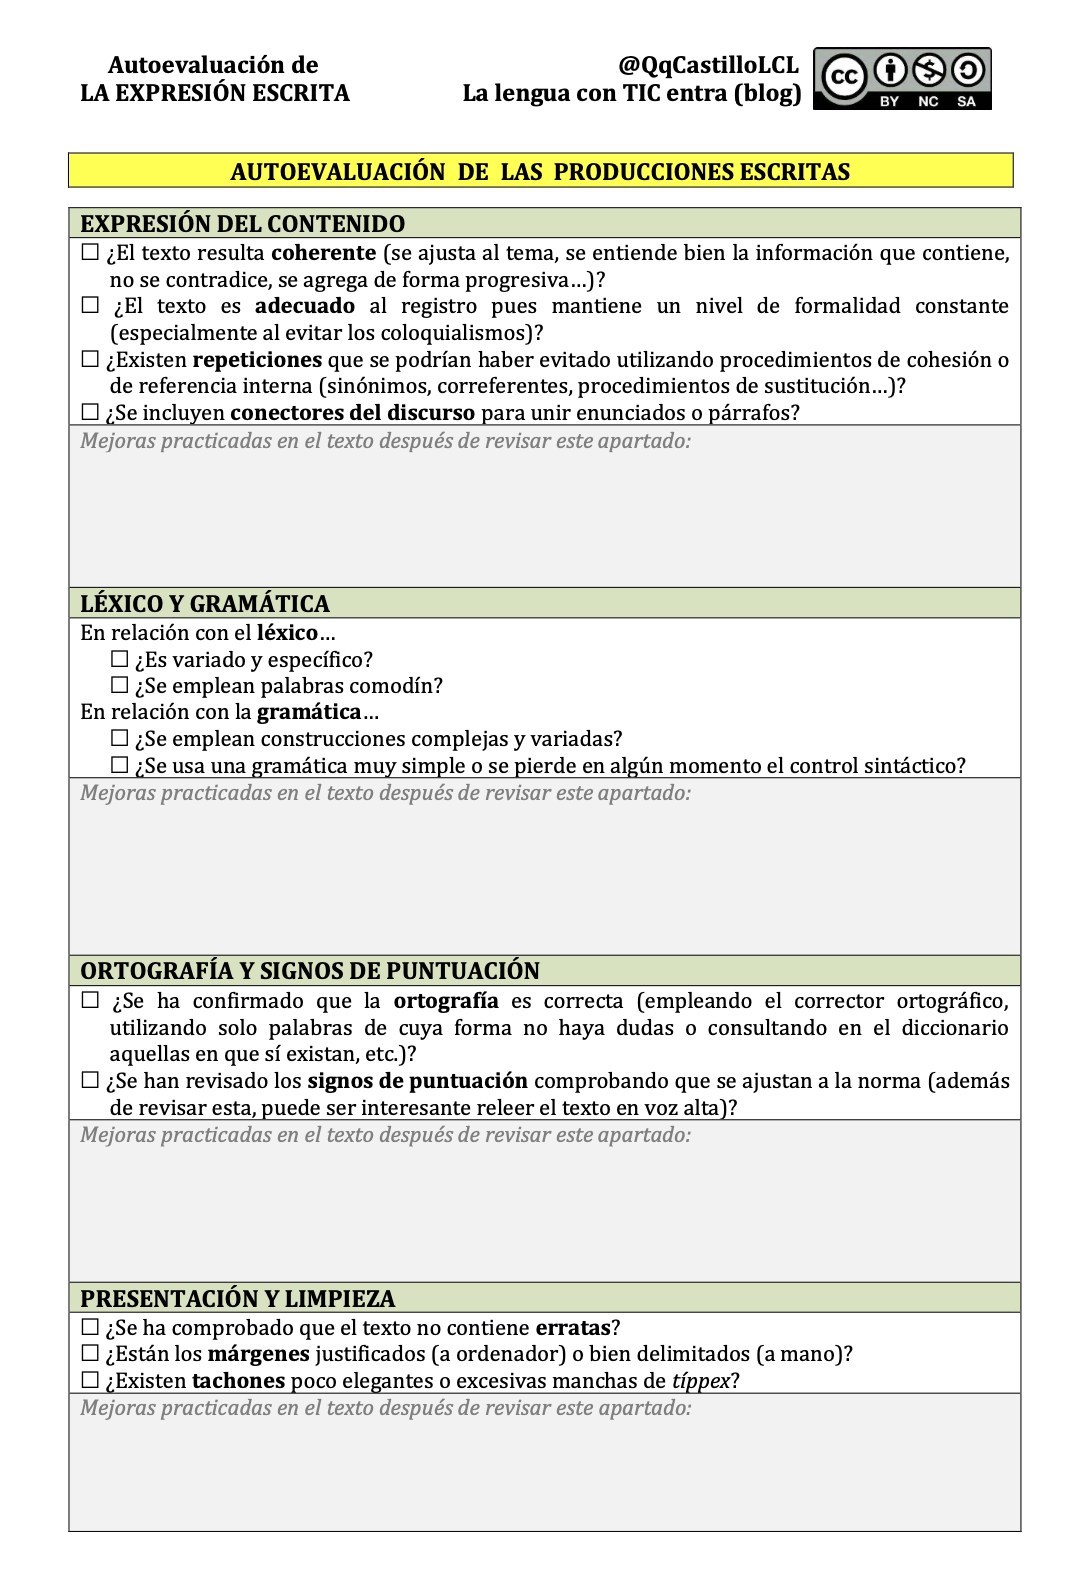 Autoevaluación de
LA EXPRESIÓN ESCRITA
@QqCastilloLCL
La lengua con TIC entra (blog)
cc
BY NC SA
AUTOEVALUACIÓN DE LAS PRODUCCIONES ESCRITAS
EXPRESIÓN DEL CONTENIDO
☐ ¿El texto resulta coherente (se ajusta al tema, se entiende bien la información que contiene,
no se contradice, se agrega de forma progresiva…)?
☐ ¿El texto es adecuado al registro pues mantiene un nivel de formalidad constante
(especialmente al evitar los coloquialismos)?
☐ ¿Existen repeticiones que se podrían haber evitado utilizando procedimientos de cohesión o
de referencia interna (sinónimos, correferentes, procedimientos de sustitución…)?
☐ ¿Se incluyen conectores del discurso para unir enunciados o párrafos?
Mejoras practicadas en el texto después de revisar este apartado:
LÉXICO Y GRAMÁTICA
En relación con el léxico…
☐ ¿Es variado y específico?
☐ ¿Se emplean palabras comodín?
En relación con la gramática…
☐ ¿Se emplean construcciones complejas y variadas?
☐ ¿Se usa una gramática muy simple o se pierde en algún momento el control sintáctico?
Mejoras practicadas en el texto después de revisar este apartado:
ORTOGRAFÍA Y SIGNOS DE PUNTUACIÓN
☐ ¿Se ha confirmado que la ortografía es correcta (empleando el corrector ortográfico,
utilizando solo palabras de cuya forma no haya dudas o consultando en el diccionario
aquellas en que sí existan, etc.)?
☐ ¿Se han revisado los signos de puntuación comprobando que se ajustan a la norma (además
de revisar esta, puede ser interesante releer el texto en voz alta)?
Mejoras practicadas en el texto después de revisar este apartado:
PRESENTACIÓN Y LIMPIEZA
☐ ¿Se ha comprobado que el texto no contiene erratas?
☐ ¿Están los márgenes justificados (a ordenador) o bien delimitados (a mano)?
☐ ¿Existen tachones poco elegantes o excesivas manchas de típpex?
Mejoras practicadas en el texto después de revisar este apartado: